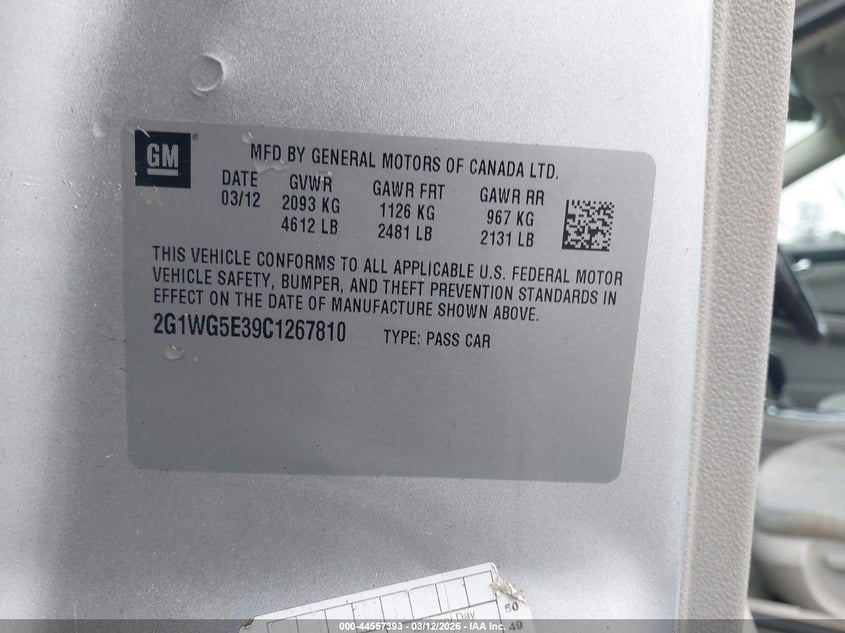 GM ®
MFD BY GENERAL MOTORS OF CANADA LTD.
DATE GVWR GAWR FRT GAWR RR
03/12 2093 KG 1126 KG 967 KG
4612 LB 2481 LB 2131 LB
THIS VEHICLE CONFORMS TO ALL APPLICABLE U.S. FEDERAL MOTOR
VEHICLE SAFETY, BUMPER, AND THEFT PREVENTION STANDARDS IN
EFFECT ON THE DATE OF MANUFACTURE SHOWN ABOVE.
2G1WG5E39C1267810 TYPE: PASS CAR
Day 50
49
000-44557393 - 03/12/2026 - IAA Inc.